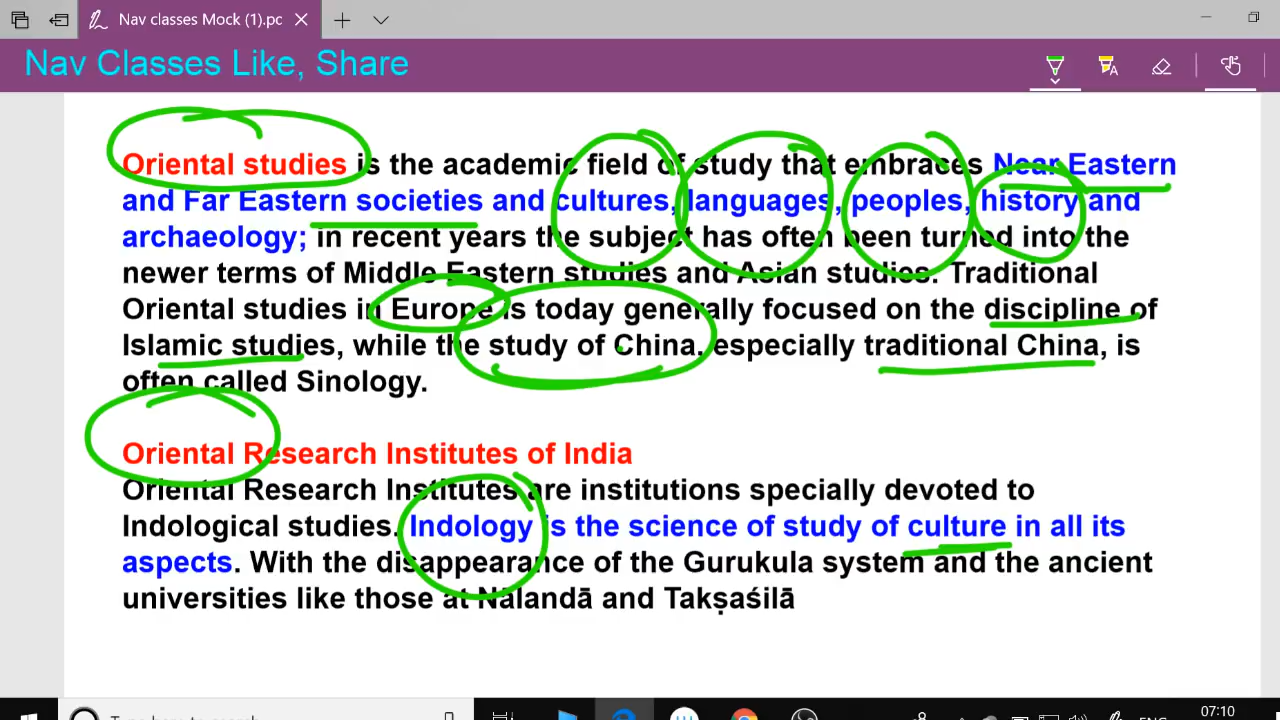 Nav classes Mock (1).pc
Nav Classes Like, Share
Oriental studies is the academic field of study that embraces Near Eastern
and Far Eastern societies and cultures, languages, peoples, history and
archaeology; in recent years the subject has often been turned into the
newer terms of Middle Eastern studies and Asian studies. Traditional
Oriental studies in Europe is today generally focused on the discipline of
Islamic studies, while the study of China, especially traditional China, is
often called Sinology.
Oriental Research Institutes of India
Oriental Research Institutes are institutions specially devoted to
Indological studies. Indology is the science of study of culture in all its
aspects. With the disappearance of the Gurukula system and the ancient
universities like those at Nālandā and Takṣaśilā
07:10